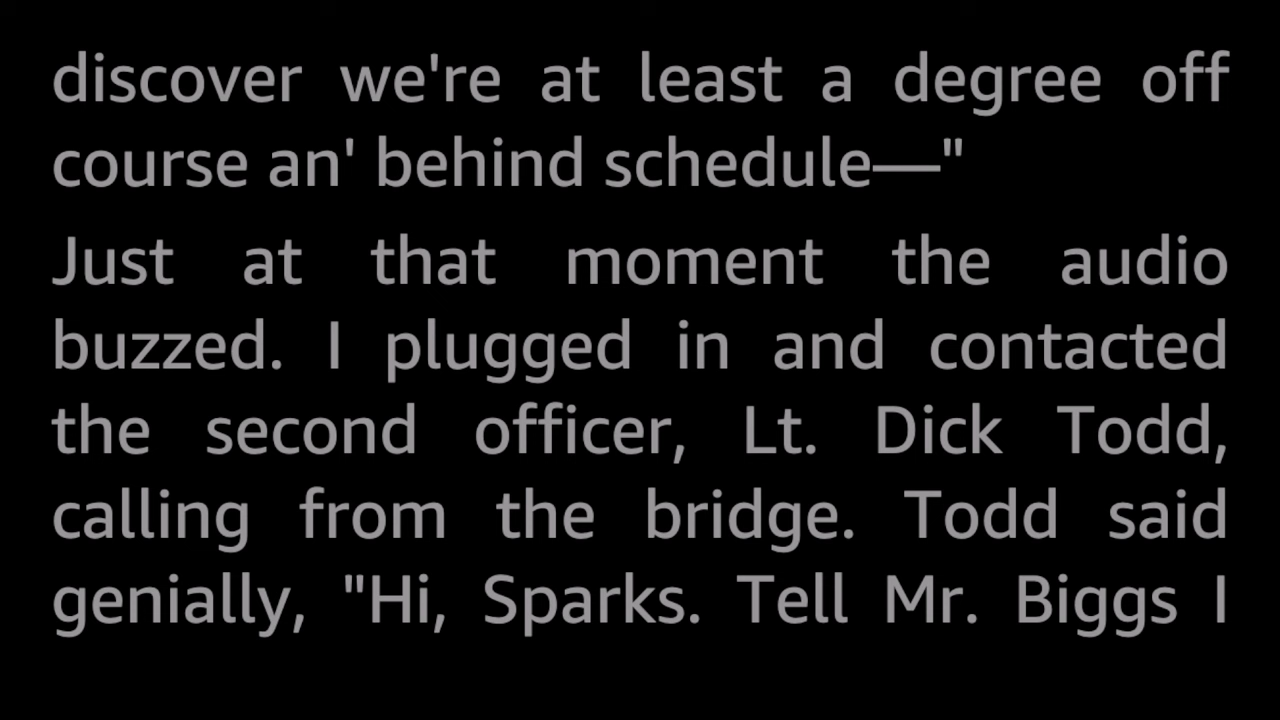 discover we're at least a degree off
course an' behind schedule—"
Just at that moment the audio
buzzed. I plugged in and contacted
the second officer, Lt. Dick Todd,
calling from the bridge. Todd said
genially, "Hi, Sparks. Tell Mr. Biggs I